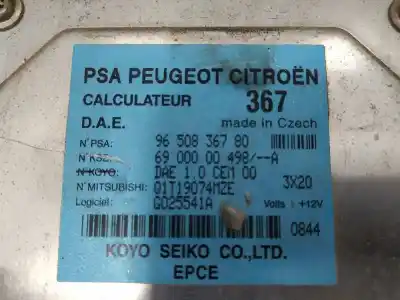 PSA PEUGEOT CITROËN
CALCULATEUR 367
D.A.E. made in Czech
N°PSA: 96 508 367 80
N°KSE: 69 000 00 498/--A
N°KOYO: DAE 1.0 CEM 00
N°MITSUBISHI: Q1T19074MZE 3X20
Logiciel: G025541A Volts : +12V
0844
KOYO SEIKO CO.,LTD.
EPCE